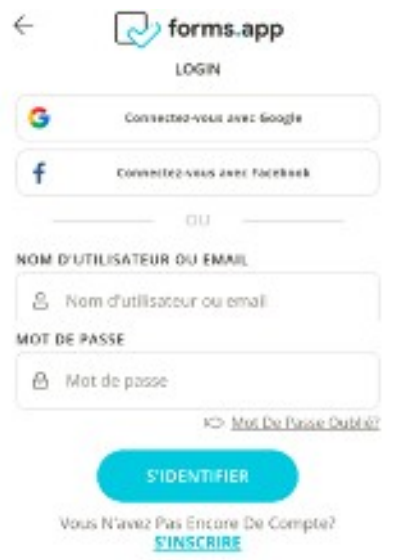 forms.app
LOGIN
Connectez-vous avec Google
Connectez-vous avec Facebook
OU
NOM D'UTILISATEUR OU EMAIL
Nom d'utilisateur ou email
MOT DE PASSE
Mot de passe
Mot De Passe Oublié?
S'IDENTIFIER
Vous N'avez Pas Encore De Compte?
S'INSCRIRE